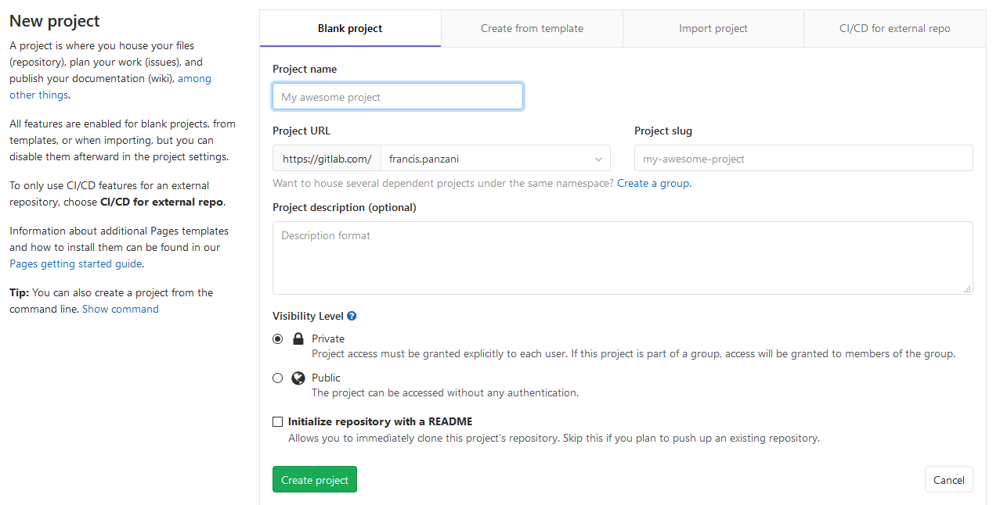 New project
A project is where you house your files
(repository), plan your work (issues), and
publish your documentation (wiki), among
other things.
All features are enabled for blank projects, from
templates, or when importing, but you can
disable them afterward in the project settings.
To only use CI/CD features for an external
repository, choose CI/CD for external repo.
Information about additional Pages templates
and how to install them can be found in our
Pages getting started guide.
Tip: You can also create a project from the
command line. Show command
Blank project
Create from template
Import project
CI/CD for external repo
Project name
My awesome project
Project URL
https://gitlab.com/
francis.panzani
Project slug
my-awesome-project
Want to house several dependent projects under the same namespace? Create a group.
Project description (optional)
Description format
Visibility Level ?
Private
Project access must be granted explicitly to each user. If this project is part of a group, access will be granted to members of the group.
Public
The project can be accessed without any authentication.
Initialize repository with a README
Allows you to immediately clone this project's repository. Skip this if you plan to push up an existing repository.
Create project
Cancel